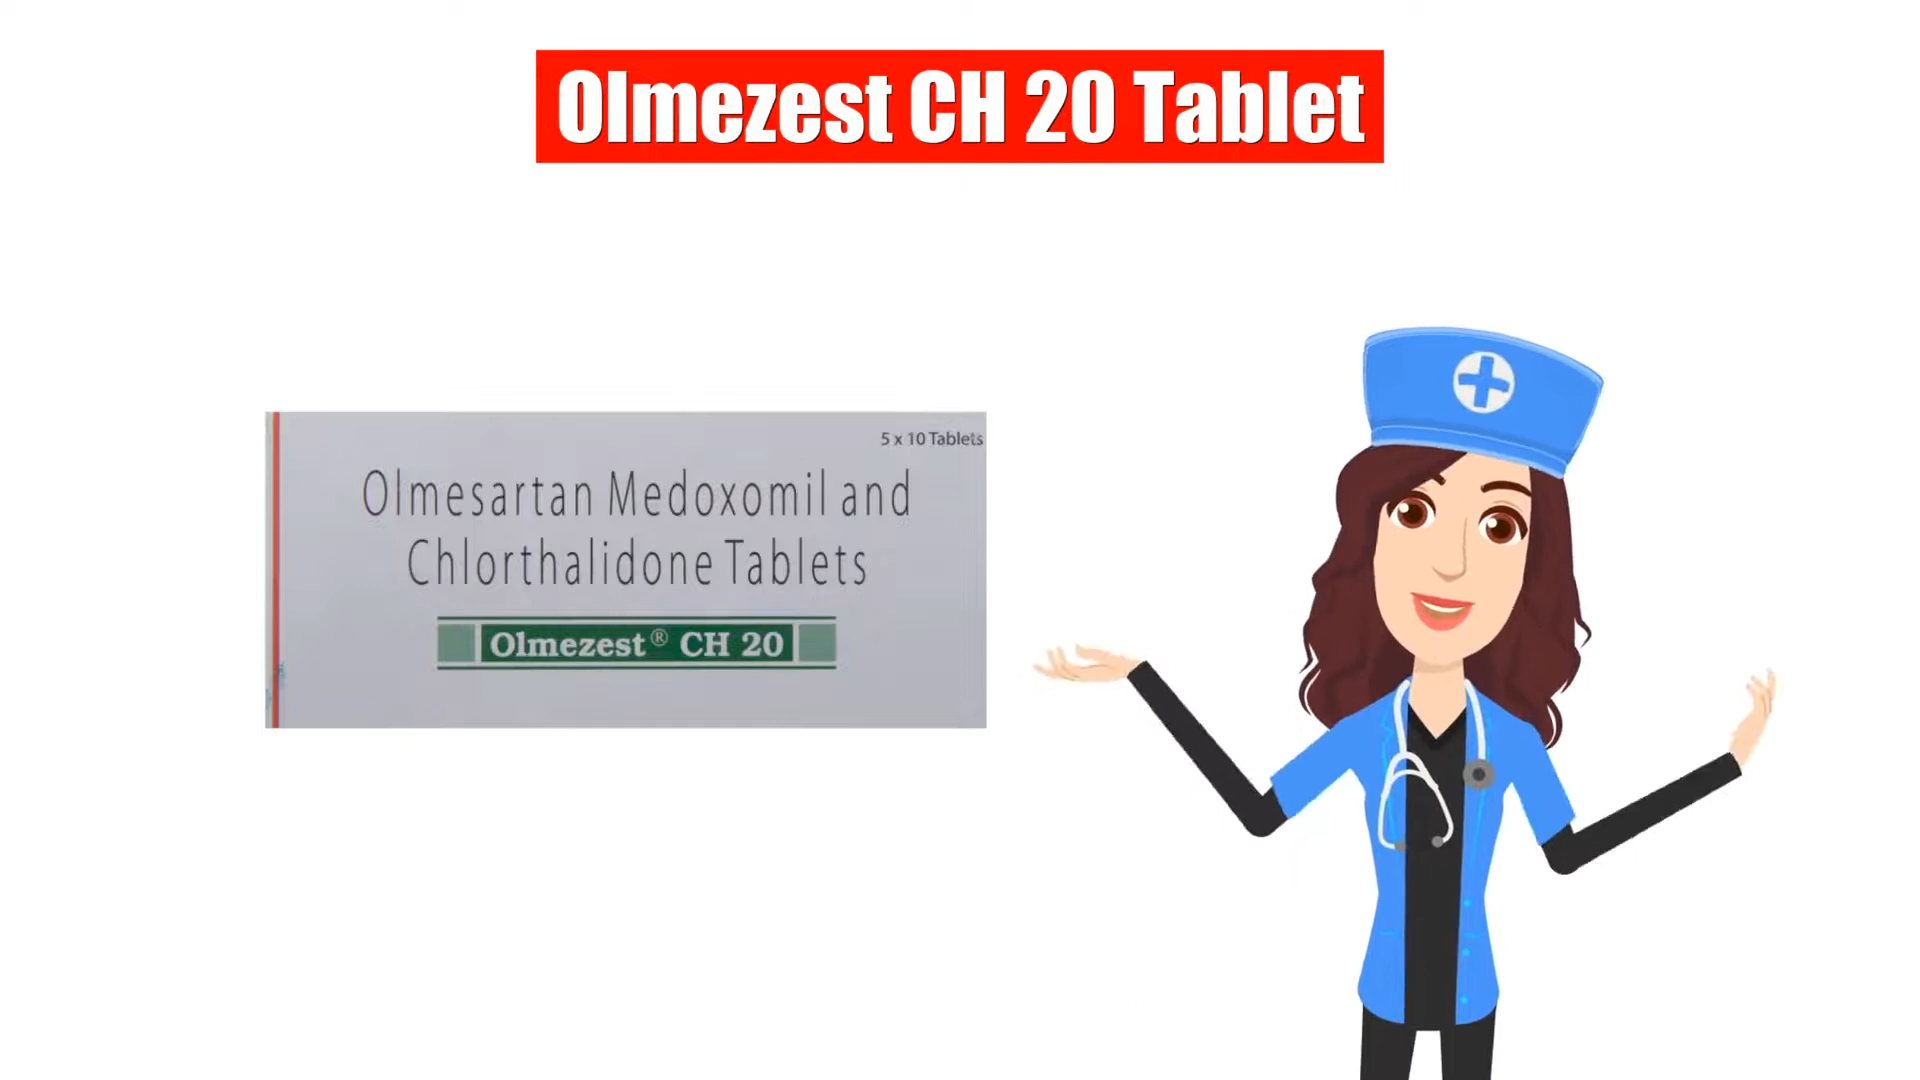 Olmezest CH 20 Tablet
5 x 10 Tablets
Olmesartan Medoxomil and
Chlorthalidone Tablets
Olmezest® CH 20